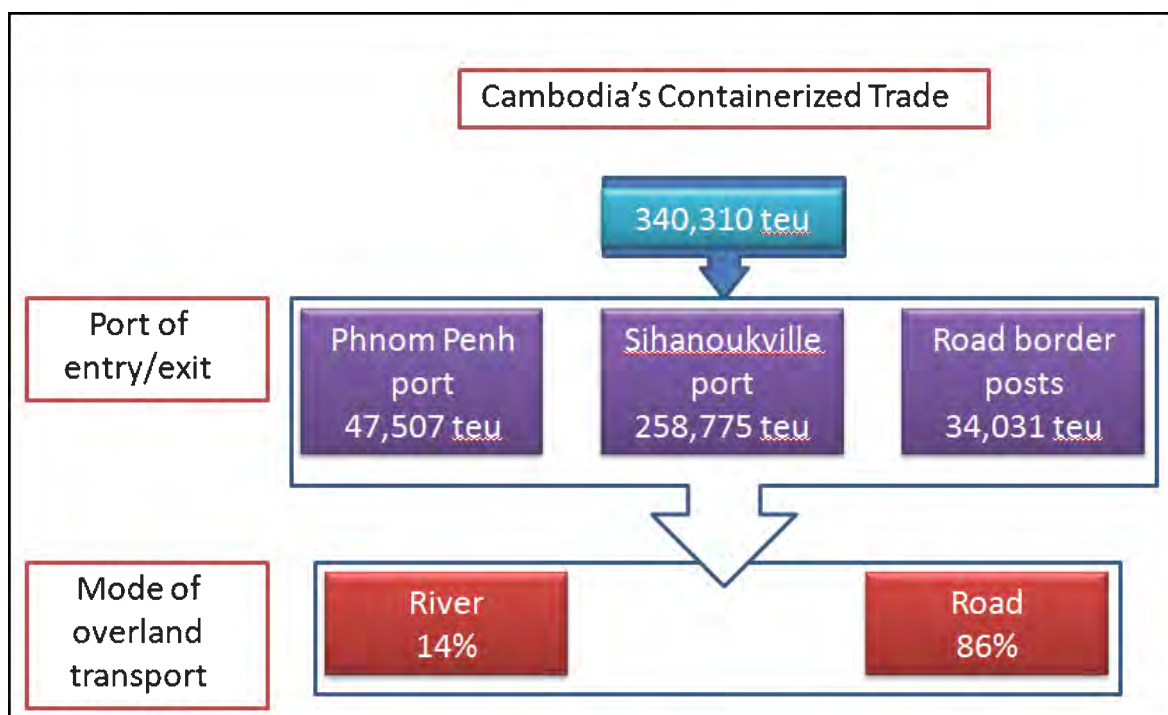 Cambodia's Containerized Trade
340,310 teu
Port of
entry/exit
Phnom Penh
port
47,507 teu
Sihanoukville
port
258,775 teu
Road border
posts
34,031 teu
Mode of
overland
transport
River
14%
Road
86%